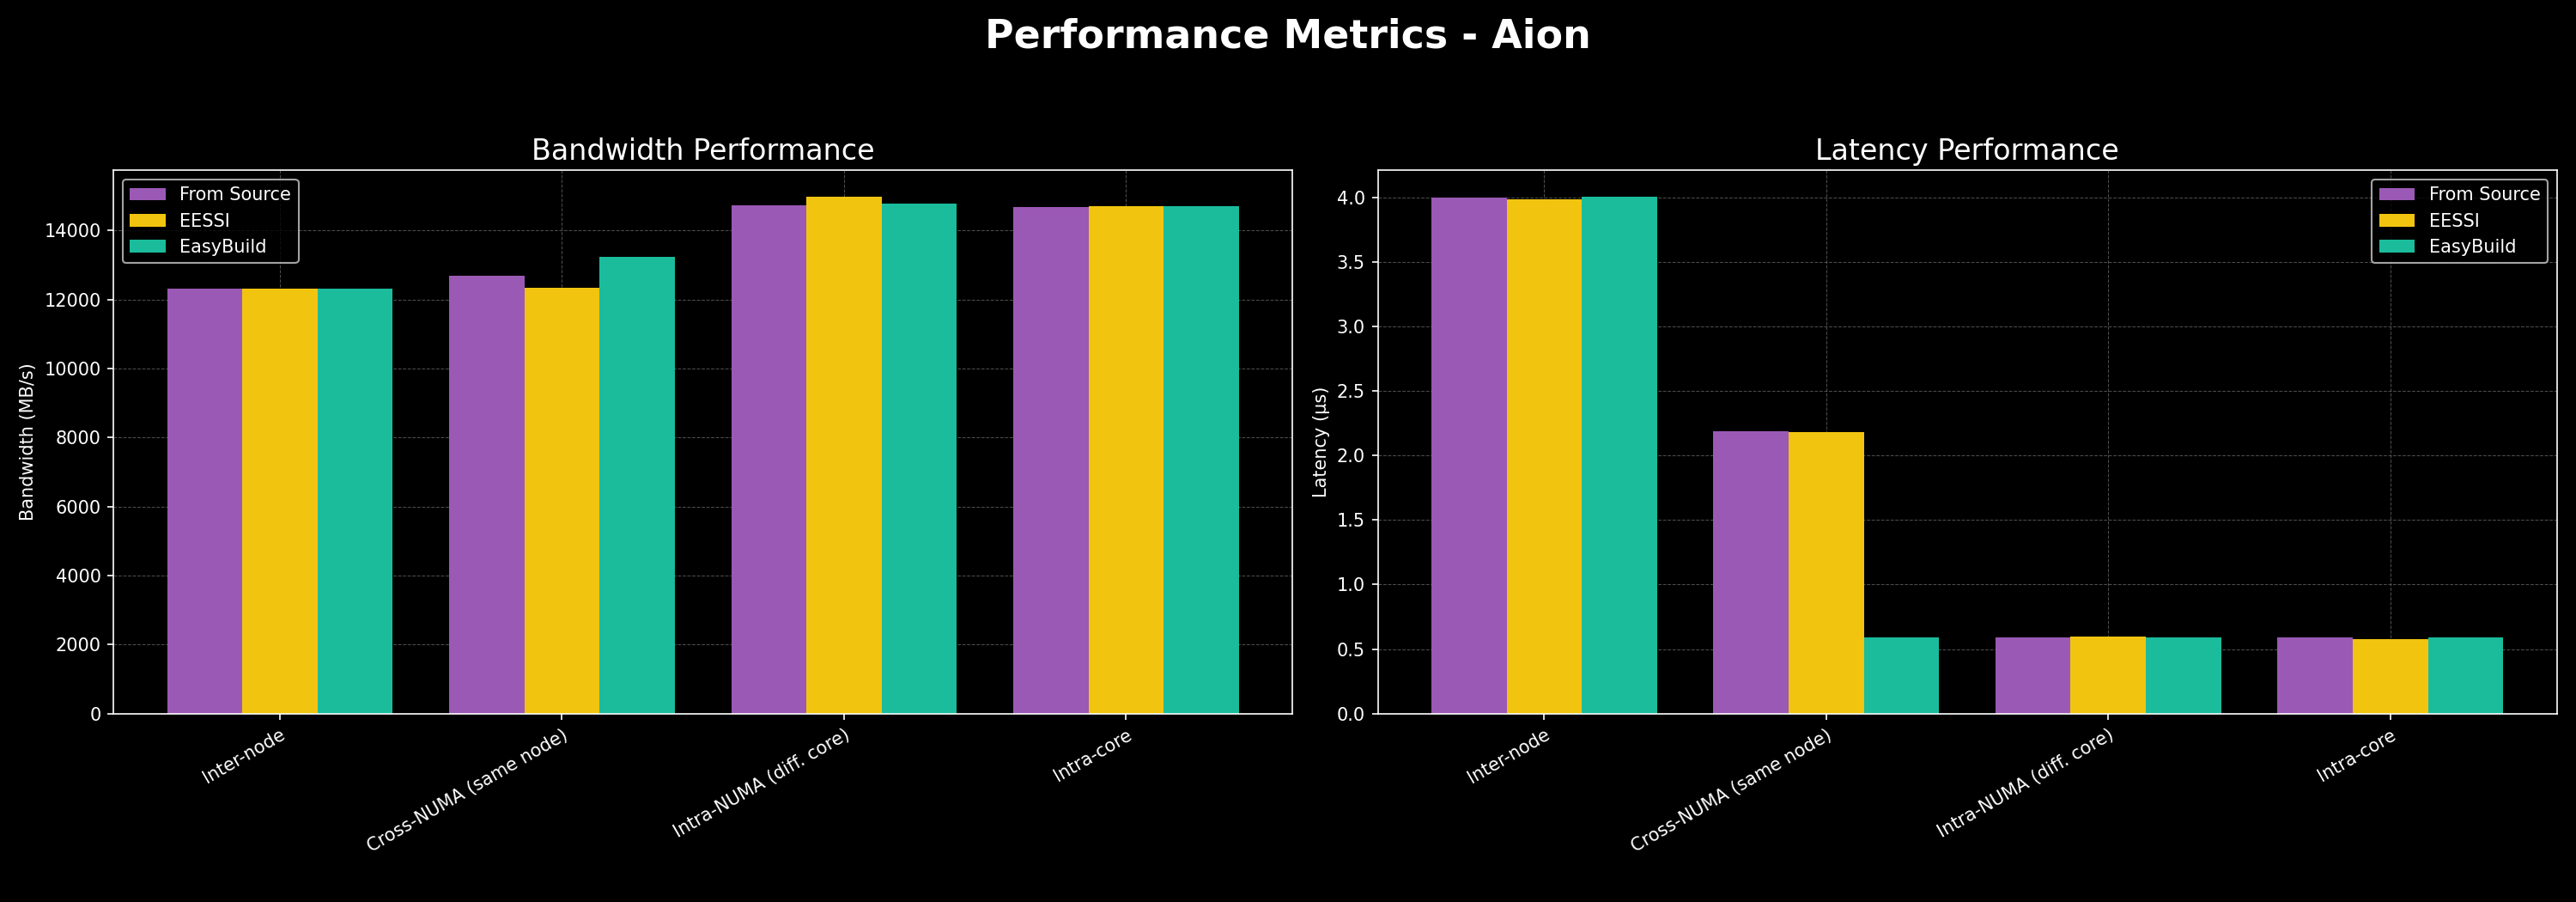 Performance Metrics - Aion
Bandwidth Performance
From Source
EESSI
EasyBuild
Bandwidth (MB/s)
14000
12000
10000
8000
6000
4000
2000
0
Inter-node
Cross-NUMA (same node)
Intra-NUMA (diff. core)
Intra-core
Latency Performance
From Source
EESSI
EasyBuild
Latency (µs)
4.0
3.5
3.0
2.5
2.0
1.5
1.0
0.5
0.0
Inter-node
Cross-NUMA (same node)
Intra-NUMA (diff. core)
Intra-core